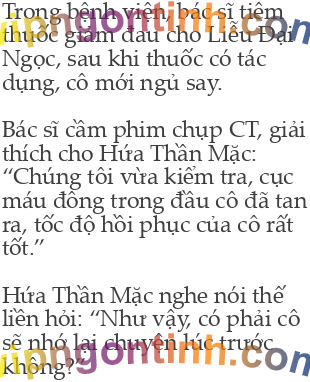 Trong bệnh viện, bác sĩ tiêm
thuốc giảm đau cho Liễu Đại
Ngọc, sau khi thuốc có tác
dụng, cô mới ngủ say.
Bác sĩ cầm phim chụp CT, giải
thích cho Hứa Thần Mặc:
“Chúng tôi vừa kiểm tra, cục
máu đông trong đầu cô đã tan
ra, tốc độ hồi phục của cô rất
tốt.”
Hứa Thần Mặc nghe nói thế
liền hỏi: “Như vậy, có phải cô
sẽ nhớ lại chuyện lúc trước
không?”